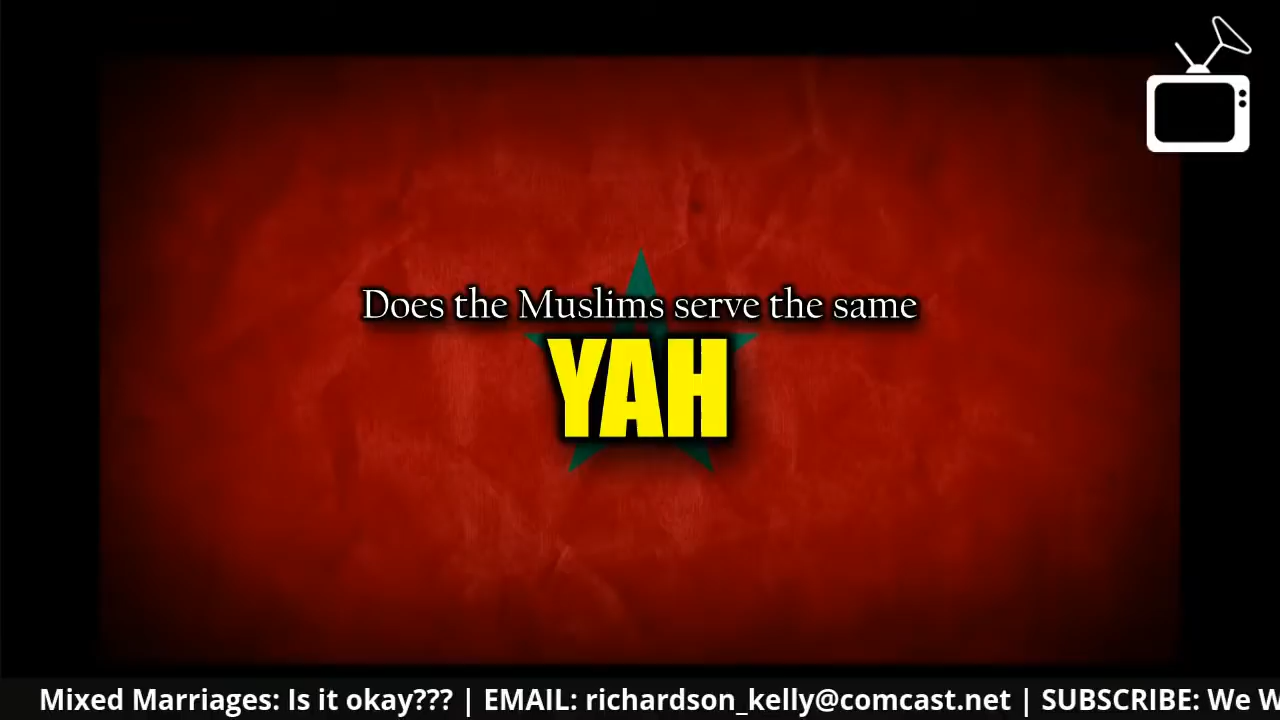 Does the Muslims serve the same
YAH
Mixed Marriages: Is it okay??? | EMAIL: richardson_kelly@comcast.net | SUBSCRIBE: We W